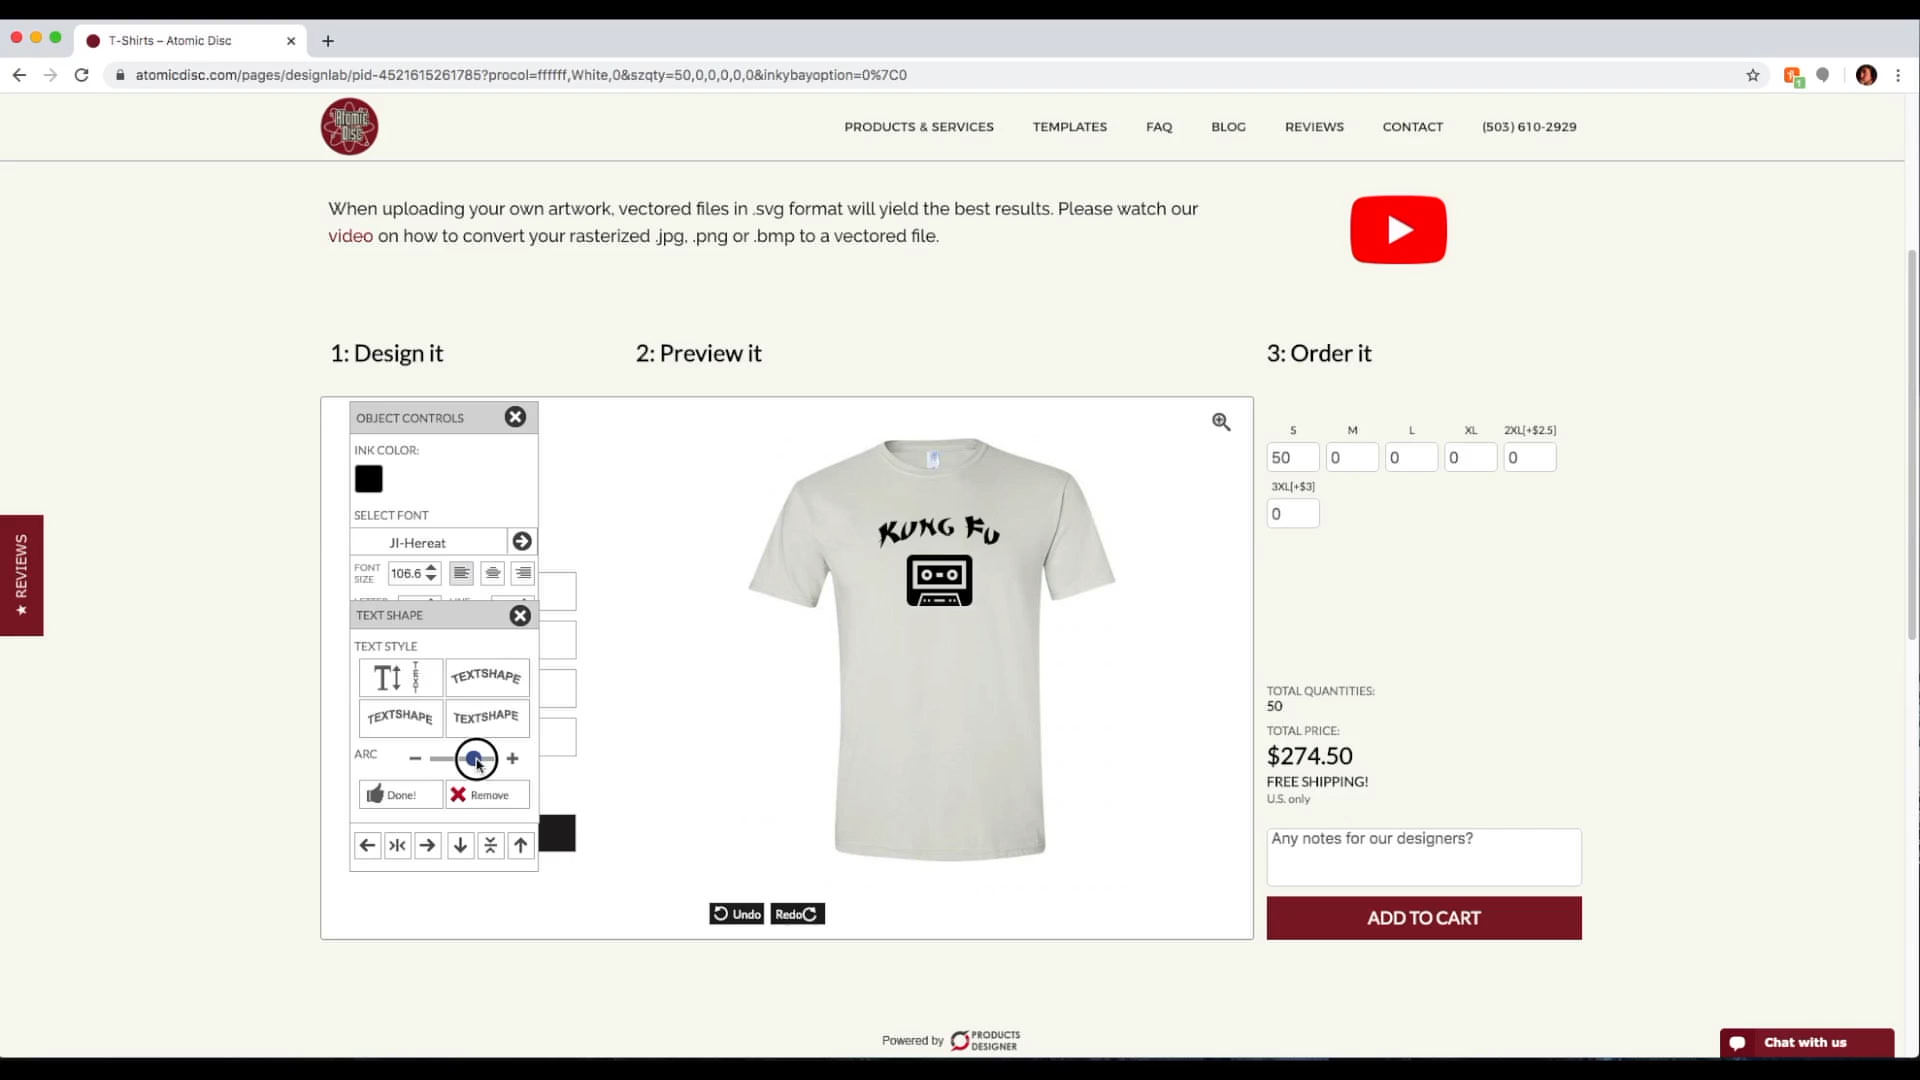 T-Shirts – Atomic Disc
atomicdisc.com/pages/designlab/pid-4521615261785?procol=ffffff,White,0&szqty=50,0,0,0,0,0&inkybayoption=0%7C0
Atomic Disc
PRODUCTS & SERVICES
TEMPLATES
FAQ
BLOG
REVIEWS
CONTACT
(503) 610-2929
When uploading your own artwork, vectored files in .svg format will yield the best results. Please watch our
video on how to convert your rasterized .jpg, .png or .bmp to a vectored file.
1: Design it
2: Preview it
3: Order it
OBJECT CONTROLS
INK COLOR:
SELECT FONT
JI-Hereat
FONT
SIZE
106.6
TEXT SHAPE
TEXT STYLE
T TEXT
TEXTSHAPE
TEXTSHAPE
TEXTSHAPE
ARC
Done!
Remove
KUNG FU
Undo
Redo
S
M
L
XL
2XL[+$2.5]
50
0
0
0
0
3XL[+$3]
0
TOTAL QUANTITIES:
50
TOTAL PRICE:
$274.50
FREE SHIPPING!
U.S. only
Any notes for our designers?
ADD TO CART
★ REVIEWS
Powered by PRODUCTS
DESIGNER
Chat with us